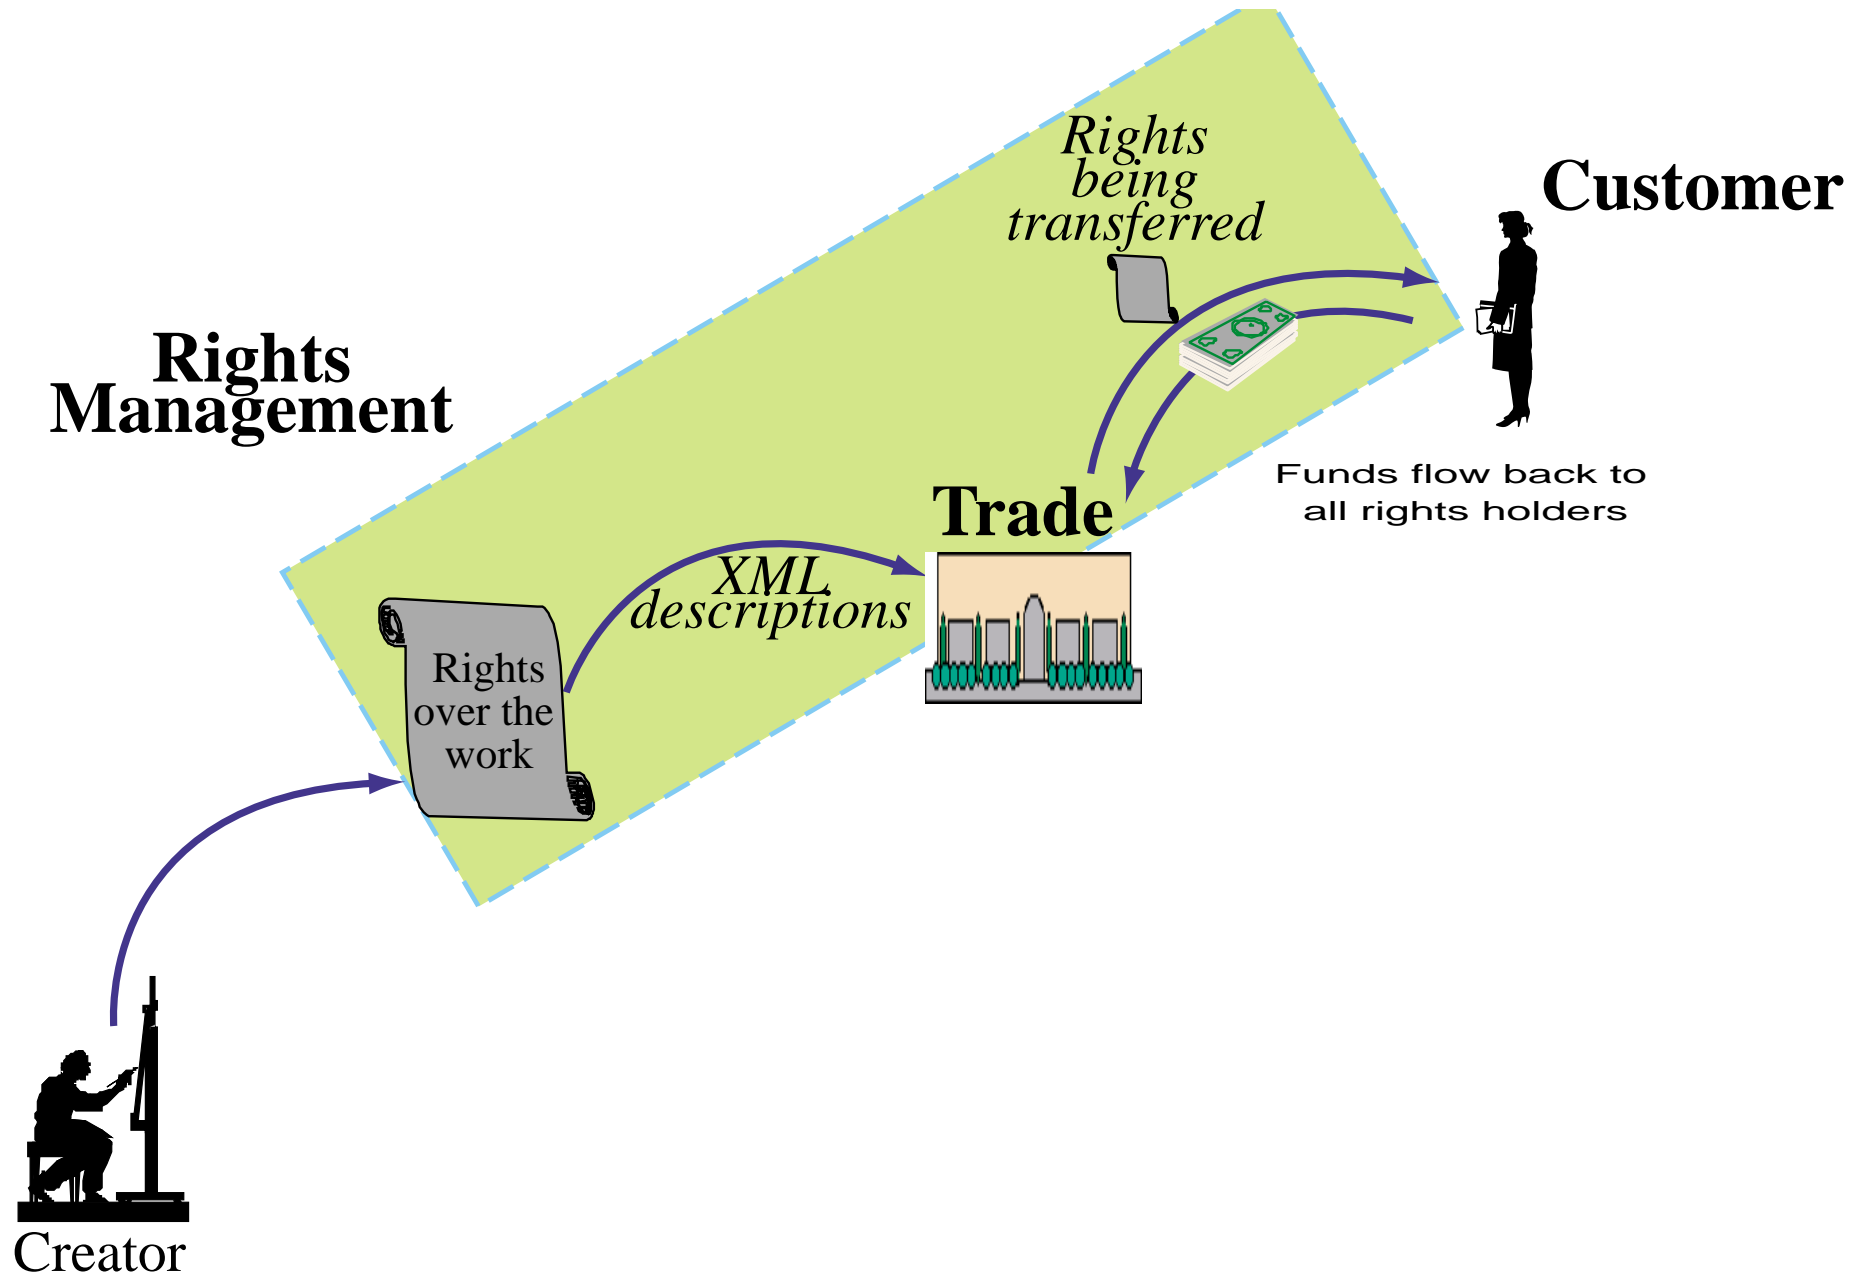 Rights
being
transferred
Customer
Rights
Management
Funds flow back to
all rights holders
Trade
XML
descriptions
Rights
over the
work
Creator